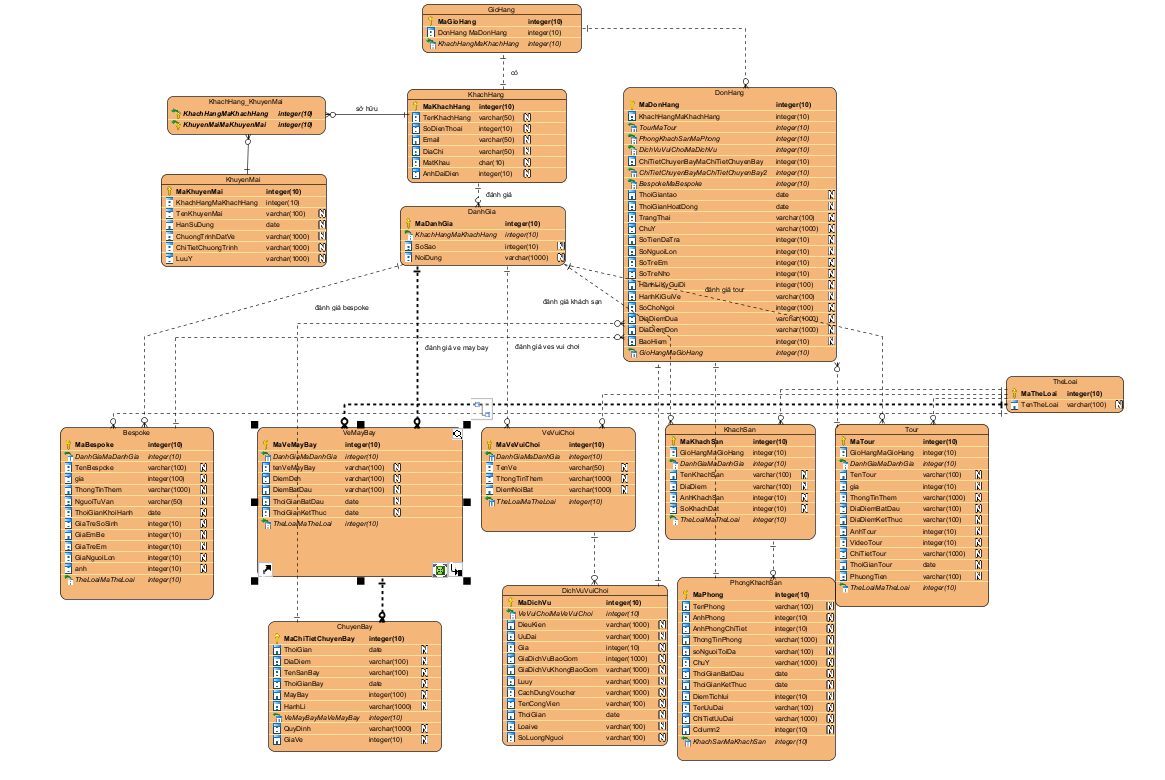 GioHang
MaGioHang integer(10)
DonHang MaDonHang integer(10)
KhachHangMaKhachHang integer(10)
có
KhachHang_KhuyenMai
KhachHangMaKhachHang integer(10)
KhuyenMaiMaKhuyenMai integer(10)
sở hữu
KhachHang
MaKhachHang integer(10)
TenKhachHang varchar(50)
SoDienThoai integer(10)
Email varchar(50)
DiaChi varchar(50)
MatKhau char(10)
AnhDaiDien integer(10)
đánh giá
KhuyenMai
MaKhuyenMai integer(10)
KhachHangMaKhachHang integer(10)
TenKhuyenMai varchar(100)
HanSuDung date
ChuongTrinhDatVe varchar(1000)
ChiTietChuongTrinh varchar(1000)
LuuY varchar(1000)
DanhGia
MaDanhGia integer(10)
KhachHangMaKhachHang integer(10)
SoSao integer(10)
NoiDung varchar(1000)
DonHang
MaDonHang integer(10)
KhachHangMaKhachHang integer(10)
TourMaTour integer(10)
PhongKhachSanMaPhong integer(10)
DichVuVuiChoiMaDichVu integer(10)
ChiTietChuyenBayMaChiTietChuyenBay integer(10)
ChiTietChuyenBayMaChiTietChuyenBay2 integer(10)
BespokeMaBespoke integer(10)
ThoiGiantao date
ThoiGianHoatDong date
TrangThai varchar(100)
ChuY varchar(1000)
SoTienDaTra integer(10)
SoNguoiLon integer(10)
SoTreEm integer(10)
SoTreNho integer(10)
HanhLiKyGuiDi integer(100)
HanhKiGuiVe varchar(100)
SoChoNgoi integer(100)
DiaDiemDua varchar(1000)
DiaDiemDon varchar(1000)
BaoHiem integer(10)
GioHangMaGioHang integer(10)
đánh giá bespoke
đánh giá khách sạn
đánh giá tour
đánh giá ve may bay
đánh giá ves vui chơi
TheLoai
MaTheLoai integer(10)
TenTheLoai varchar(100)
Bespoke
MaBespoke integer(10)
DanhGiaMaDanhGia integer(10)
TenBespoke varchar(100)
gia integer(100)
ThongTinThem varchar(1000)
NguoiTuVan varchar(50)
ThoiGianKhoiHanh date
GiaTreSoSinh integer(10)
GiaEmBe integer(10)
GiaTreEm integer(10)
GiaNguoiLon integer(10)
anh integer(10)
TheLoaiMaTheLoai integer(10)
VeMayBay
MaVeMayBay integer(10)
DanhGiaMaDanhGia integer(10)
tenVeMayBay varchar(100)
DiemDen varchar(100)
DiemBatDau varchar(100)
ThoiGianBatDau date
ThoiGianKetThuc date
TheLoaiMaTheLoai integer(10)
VeVuiChoi
MaVeVuiChoi integer(10)
DanhGiaMaDanhGia integer(10)
TenVe varchar(50)
ThongTinThem varchar(1000)
DiemNoiBat varchar(1000)
TheLoaiMaTheLoai integer(10)
KhachSan
MaKhachSan integer(10)
GioHangMaGioHang integer(10)
DanhGiaMaDanhGia integer(10)
TenKhachSan varchar(100)
DiaDiem varchar(100)
AnhKhachSan integer(10)
SoKhachDat integer(10)
TheLoaiMaTheLoai integer(10)
Tour
MaTour integer(10)
GioHangMaGioHang integer(10)
DanhGiaMaDanhGia integer(10)
TenTour varchar(100)
gia integer(10)
ThongTinThem varchar(1000)
DiaDiemBatDau varchar(100)
DiaDiemKetThuc varchar(100)
AnhTour integer(10)
VideoTour integer(10)
ChiTietTour varchar(1000)
ThoiGianTour date
PhuongTien varchar(100)
TheLoaiMaTheLoai integer(10)
ChuyenBay
MaChiTietChuyenBay integer(10)
ThoiGian date
DiaDiem varchar(100)
TenSanBay varchar(100)
ThoiGianBay date
MayBay integer(100)
HanhLi varchar(1000)
VeMayBayMaVeMayBay integer(10)
QuyDinh varchar(1000)
GiaVe integer(10)
DichVuVuiChoi
MaDichVu integer(10)
VeVuiChoiMaVeVuiChoi integer(10)
DieuKien varchar(1000)
UuDai varchar(1000)
Gia integer(10)
GiaDichVuBaoGom integer(1000)
GiaDichVuKhongBaoGom varchar(1000)
Luuy varchar(1000)
CachDungVoucher varchar(1000)
TenCongVien varchar(100)
ThoiGian date
Loaive varchar(100)
SoLuongNguoi varchar(100)
PhongKhachSan
MaPhong integer(10)
TenPhong varchar(100)
AnhPhong integer(10)
AnhPhongChiTiet integer(10)
ThongTinPhong varchar(1000)
soNguoiToiDa varchar(100)
ChuY varchar(1000)
ThoiGianBatDau date
ThoiGianKetThuc date
DiemTichlui integer(10)
TenUuDai varchar(100)
ChiTietUuDai varchar(1000)
Column2 integer(10)
KhachSanMaKhachSan integer(10)